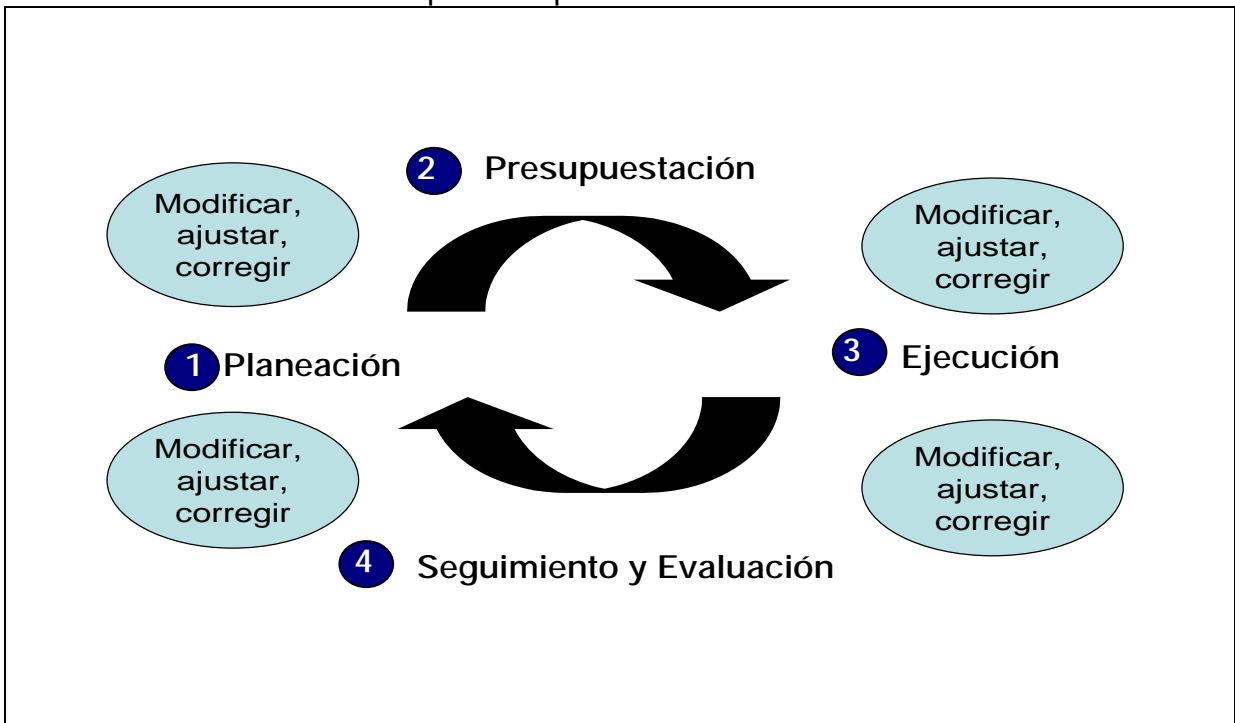 2 Presupuestación
Modificar,
ajustar,
corregir
Modificar,
ajustar,
corregir
1 Planeación
3 Ejecución
Modificar,
ajustar,
corregir
Modificar,
ajustar,
corregir
4 Seguimiento y Evaluación